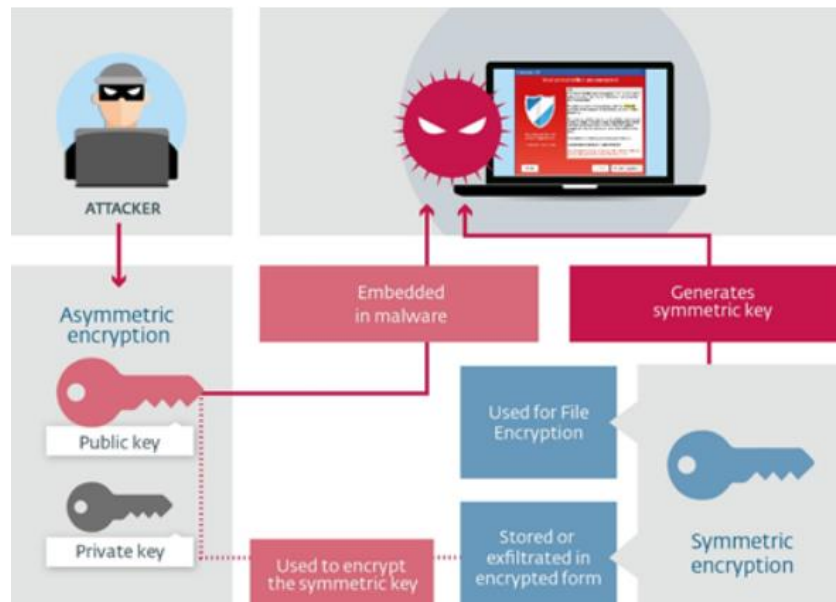 ATTACKER
Asymmetric
encryption
Public key
Private key
Embedded
in malware
Generates
symmetric key
Used for File
Encryption
Used to encrypt
the symmetric key
Stored or
exfiltrated in
encrypted form
Symmetric
encryption